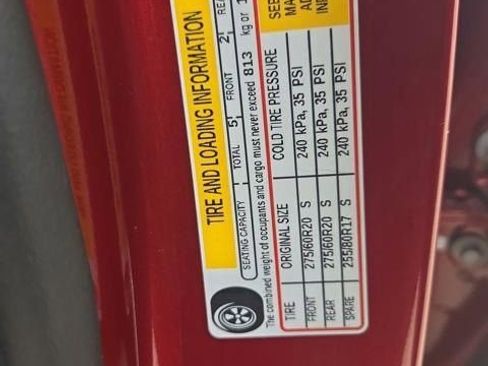 TIRE AND LOADING INFORMATION
SEATING CAPACITY TOTAL 5 FRONT 2
The combined weight of occupants and cargo must never exceed 813 kg or
TIRE ORIGINAL SIZE COLD TIRE PRESSURE
FRONT 275/60R20 S 240 kPa, 35 PSI
REAR 275/60R20 S 240 kPa, 35 PSI
SPARE 255/80R17 S 240 kPa, 35 PSI
SEE